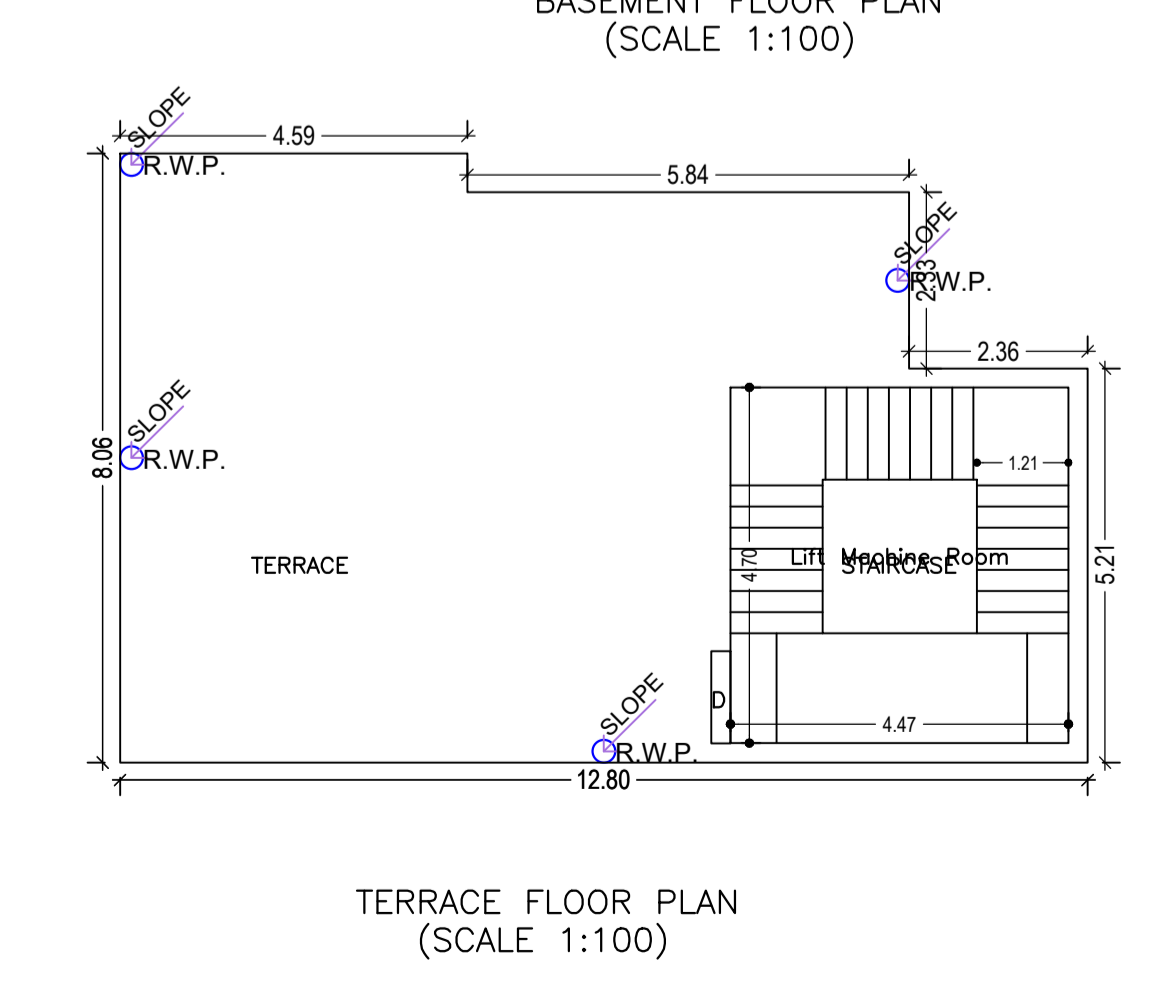 BASEMENT FLOOR PLAN
(SCALE 1:100)
SLOPE
4.59
R.W.P.
5.84
SLOPE
2.33
R.W.P.
2.36
SLOPE
8.06
R.W.P.
1.21
Lift Machine Room
STAIRCASE
TERRACE
4.70
5.21
SLOPE
D
4.47
R.W.P.
12.80
TERRACE FLOOR PLAN
(SCALE 1:100)